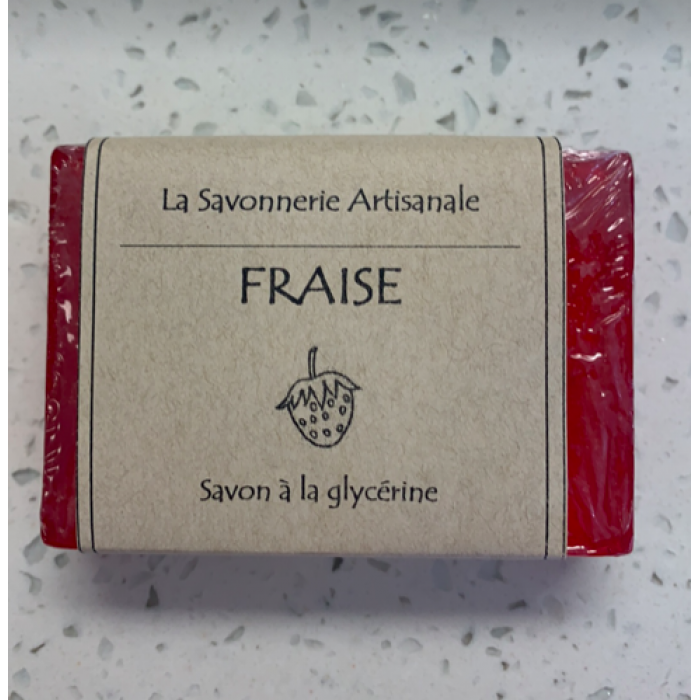 La Savonnerie Artisanale
FRAISE
Savon à la glycérine